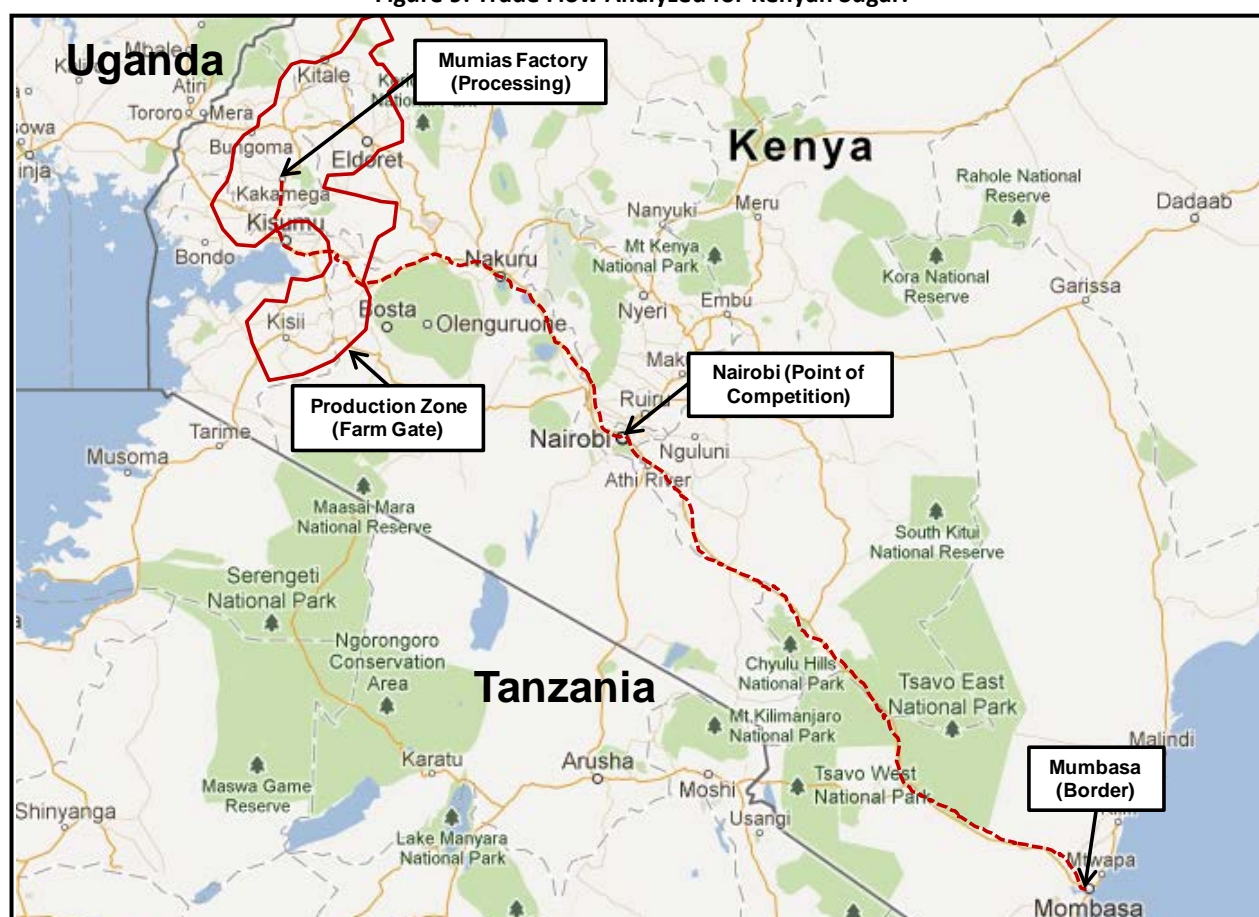 Figure 9: Trade Flow Analyzed for Kenyan Sugar.
Uganda
Mbale
Kitale
Mumias Factory
(Processing)
National Park
Atiri
Tororo
Mera
Bungoma
Eldoret
Kenya
inja
Kakamega
Kisumu
Bondo
Nakuru
Nanyuki
Meru
Rahole National
Reserve
Dadaab
Mt Kenya
National Park
Kora National
Reserve
Garissa
Nyeri
Embu
Kisii
Bosta
Olenguruone
Production Zone
(Farm Gate)
Nairobi (Point of
Competition)
Ruiru
Nairobi
Nguluni
Athi River
Tarime
Musoma
Maasai Mara
National Reserve
South Kitui
National Reserve
Serengeti
National Park
Ngorongoro
Conservation
Area
Tanzania
Chyulu Hills
National Park
Tsavo East
National Park
Mt.Kilimanjaro
National Park
Malindi
Maswa Game
Reserve
Karatu
Arusha
Moshi
Tsavo West
National Park
Mumbasa
(Border)
Shinyanga
Usangi
Lake Manyara
National Park
Mtwapa
Mombasa